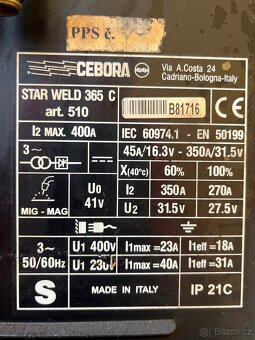 PPS č.
CEBORA
Via A.Costa 24
Cadriano-Bologna-Italy
STAR WELD 365 C
art. 510
B81716
CE
I2 MAX. 400A
IEC 60974.1 - EN 50199
45A/16.3V - 350A/31.5V
3~
X(40°C) 60% 100%
I2 350A 270A
U0
41V
MIG - MAG
U2 31.5V 27.5V
3~
50/60Hz
U1 400V I1max=23A I1eff=18A
U1 230V I1max=40A I1eff=31A
S
MADE IN ITALY
IP 21C